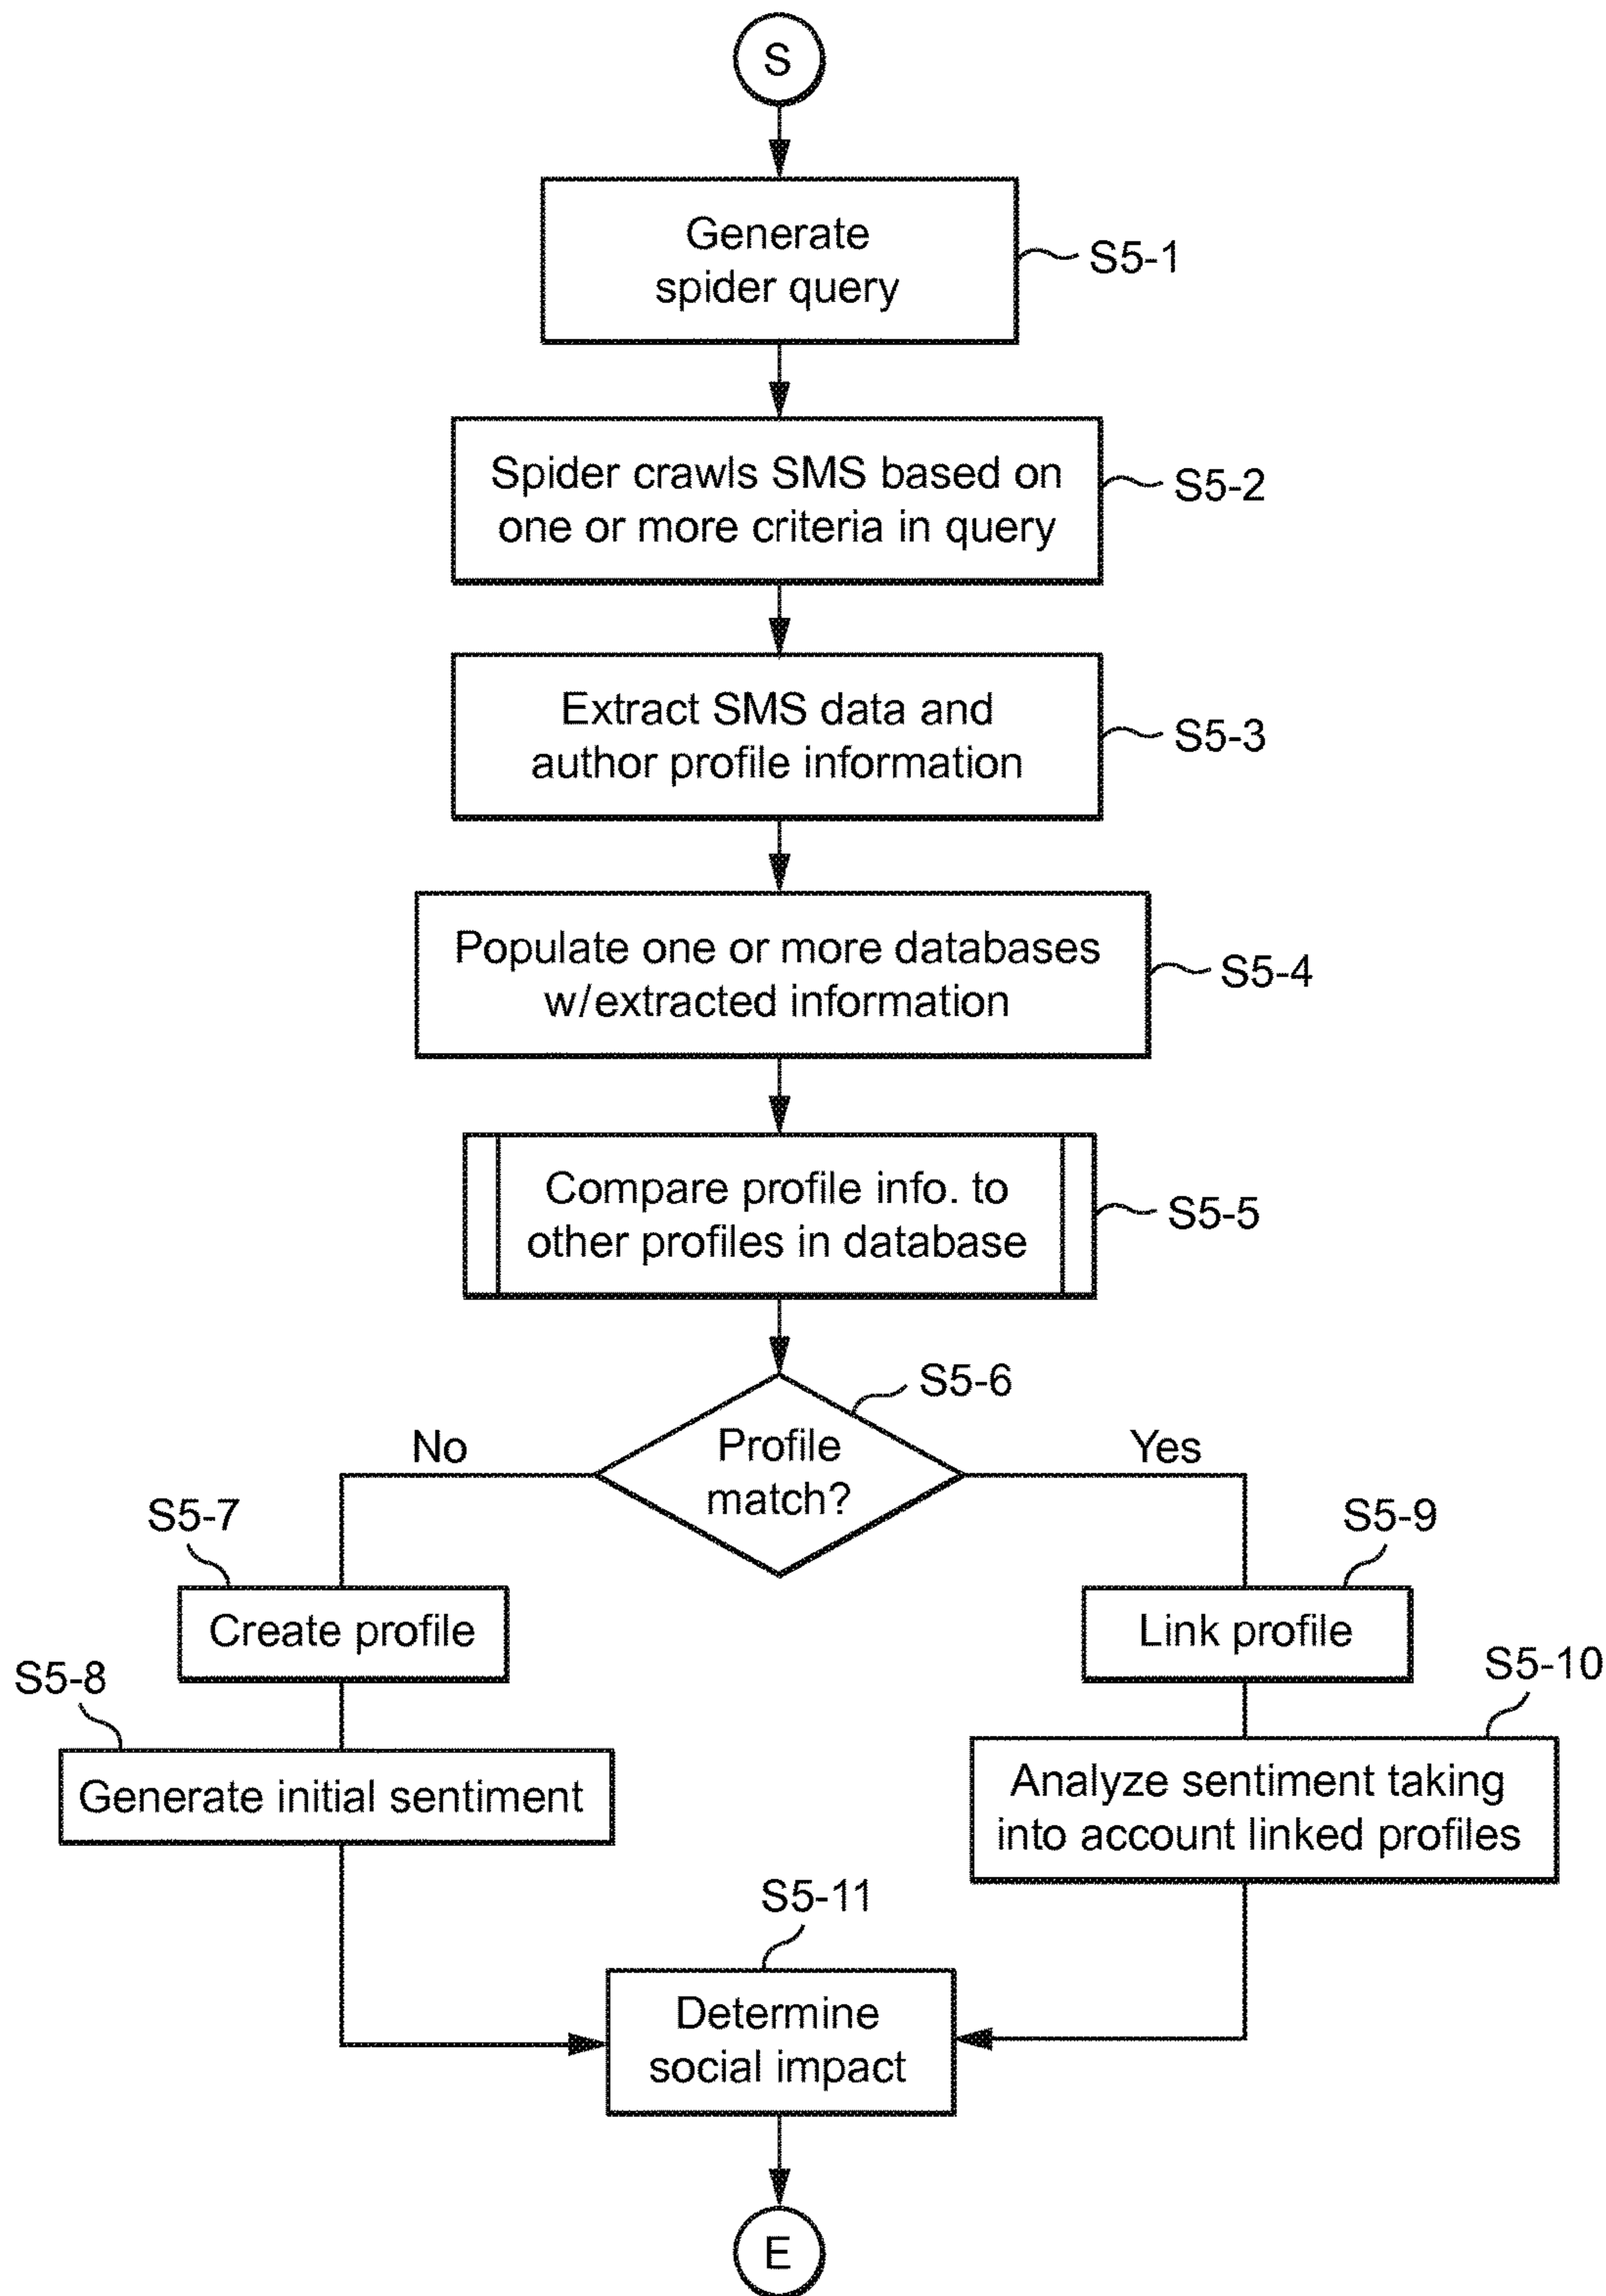 S
Generate
spider query
S5-1
Spider crawls SMS based on
one or more criteria in query
S5-2
Extract SMS data and
author profile information
S5-3
Populate one or more databases
w/extracted information
S5-4
Compare profile info. to
other profiles in database
S5-5
S5-6
Profile
match?
No
Yes
S5-7
Create profile
S5-8
Generate initial sentiment
S5-9
Link profile
S5-10
Analyze sentiment taking
into account linked profiles
S5-11
Determine
social impact
E